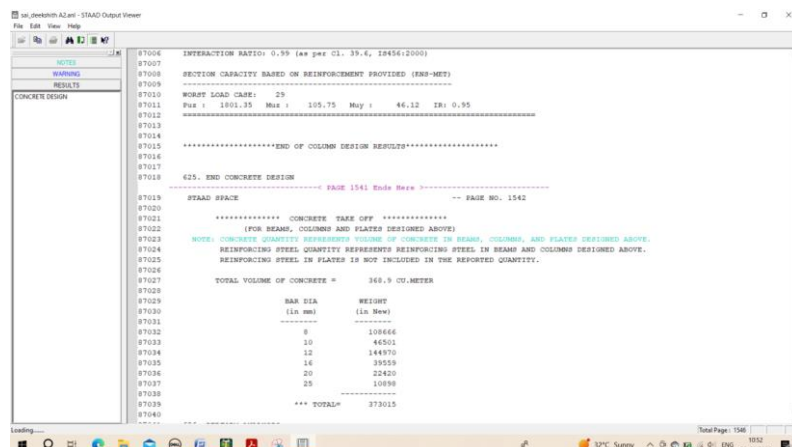 sai_deekshith A2.anl - STAAD Output Viewer
File Edit View Help
NOTES
WARNING
RESULTS
CONCRETE DESIGN
87006 INTERACTION RATIO: 0.99 (as per Cl. 39.6, IS456:2000)
87007
87008 SECTION CAPACITY BASED ON REINFORCEMENT PROVIDED (KNS-MET)
87009 --------------------------------------------------
87010 WORST LOAD CASE: 29
87011 Puz : 1801.35 Mux : 105.75 Muy : 46.12 IR: 0.95
87012 ==================================================
87013
87014
87015 ********************END OF COLUMN DESIGN RESULTS********************
87016
87017
87018 625. END CONCRETE DESIGN
< PAGE 1541 Ends Here >
87019 STAAD SPACE -- PAGE NO. 1542
87020
87021 ************** CONCRETE TAKE OFF **************
87022 (FOR BEAMS, COLUMNS AND PLATES DESIGNED ABOVE)
87023 NOTE: CONCRETE QUANTITY REPRESENTS VOLUME OF CONCRETE IN BEAMS, COLUMNS, AND PLATES DESIGNED ABOVE.
87024 REINFORCING STEEL QUANTITY REPRESENTS REINFORCING STEEL IN BEAMS AND COLUMNS DESIGNED ABOVE.
87025 REINFORCING STEEL IN PLATES IS NOT INCLUDED IN THE REPORTED QUANTITY.
87026
87027 TOTAL VOLUME OF CONCRETE = 368.9 CU.METER
87028
87029 BAR DIA WEIGHT
87030 (in mm) (in New)
87031 -------- --------
87032 8 108666
87033 10 46501
87034 12 144970
87035 16 39559
87036 20 22420
87037 25 10898
87038 ------------
87039 *** TOTAL= 373015
87040
Loading......
Total Page : 1546
32°C Sunny ENG 10:52